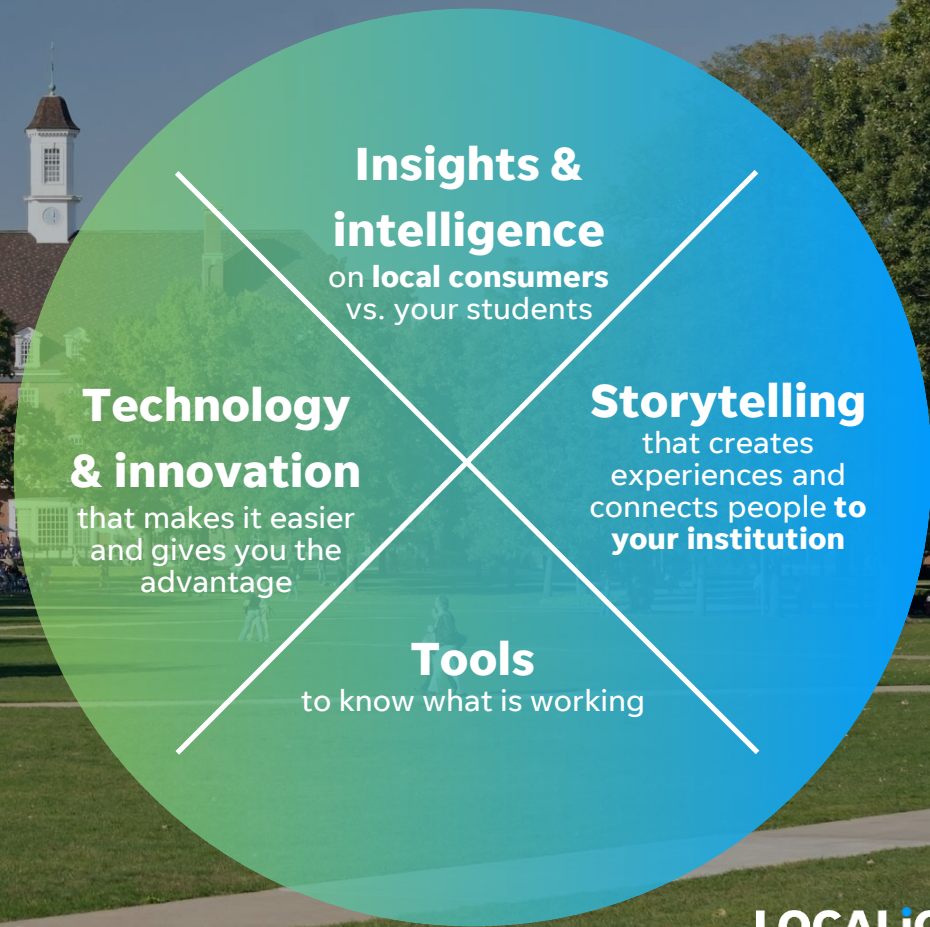 Insights &
intelligence
on local consumers
vs. your students
Technology
& innovation
that makes it easier
and gives you the
advantage
Storytelling
that creates
experiences and
connects people to
your institution
Tools
to know what is working